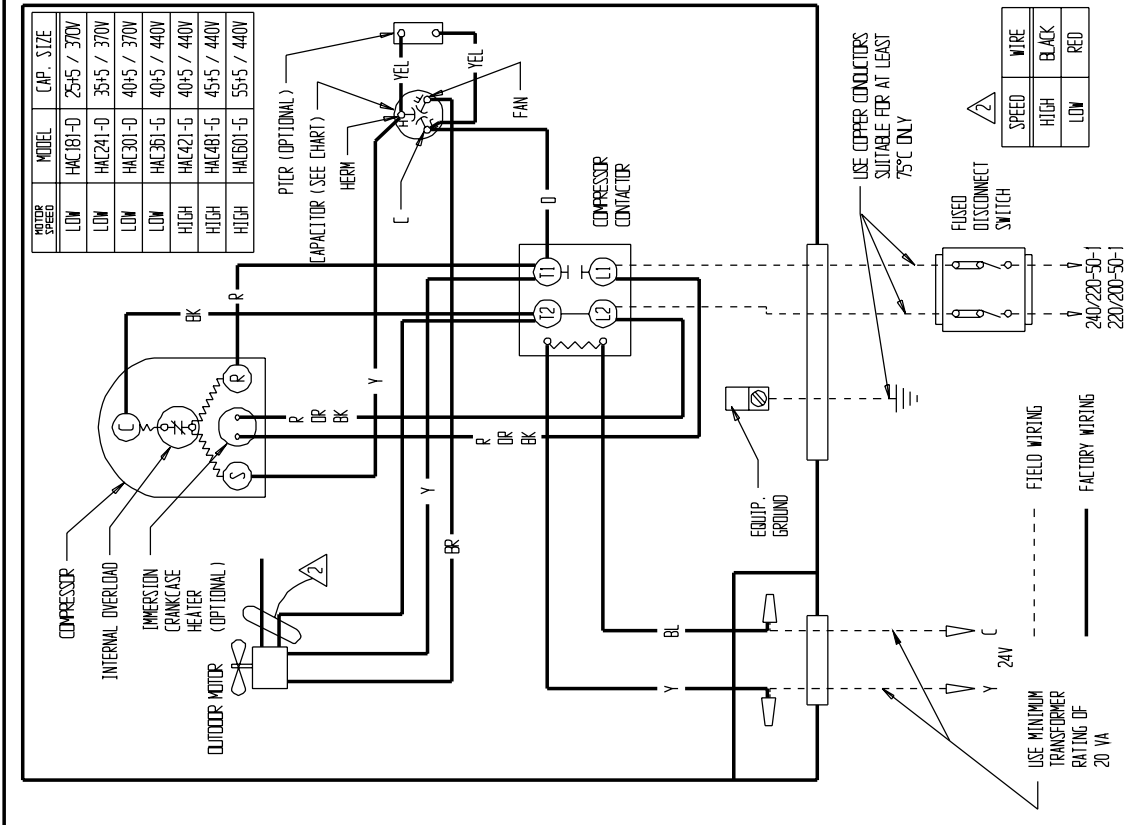 MOTOR SPEED MODEL CAP. SIZE
LOW HAC181-D 25+5 / 370V
LOW HAC241-D 35+5 / 370V
LOW HAC301-D 40+5 / 370V
LOW HAC361-G 40+5 / 440V
HIGH HAC421-G 40+5 / 440V
HIGH HAC481-G 45+5 / 440V
HIGH HAC601-G 55+5 / 440V
COMPRESSOR
INTERNAL OVERLOAD
IMMERSION
CRANKCASE
HEATER
(OPTIONAL)
OUTDOOR MOTOR
2
C
R
S
BK
R
R
OR
BK
R
OR
BK
Y
Y
BR
PTCR (OPTIONAL)
CAPACITOR (SEE CHART)
HERM
C
FAN
YEL
YEL
H
C
F
O
COMPRESSOR
CONTACTOR
T1
L1
T2
L2
EQUIP.
GROUND
Y
BL
Y
C
24V
USE MINIMUM
TRANSFORMER
RATING OF
20 VA
FIELD WIRING
FACTORY WIRING
USE COPPER CONDUCTORS
SUITABLE FOR AT LEAST
75°C ONLY
FUSED
DISCONNECT
SWITCH
240/220-50-1
220/200-50-1
2
SPEED WIRE
HIGH BLACK
LOW RED